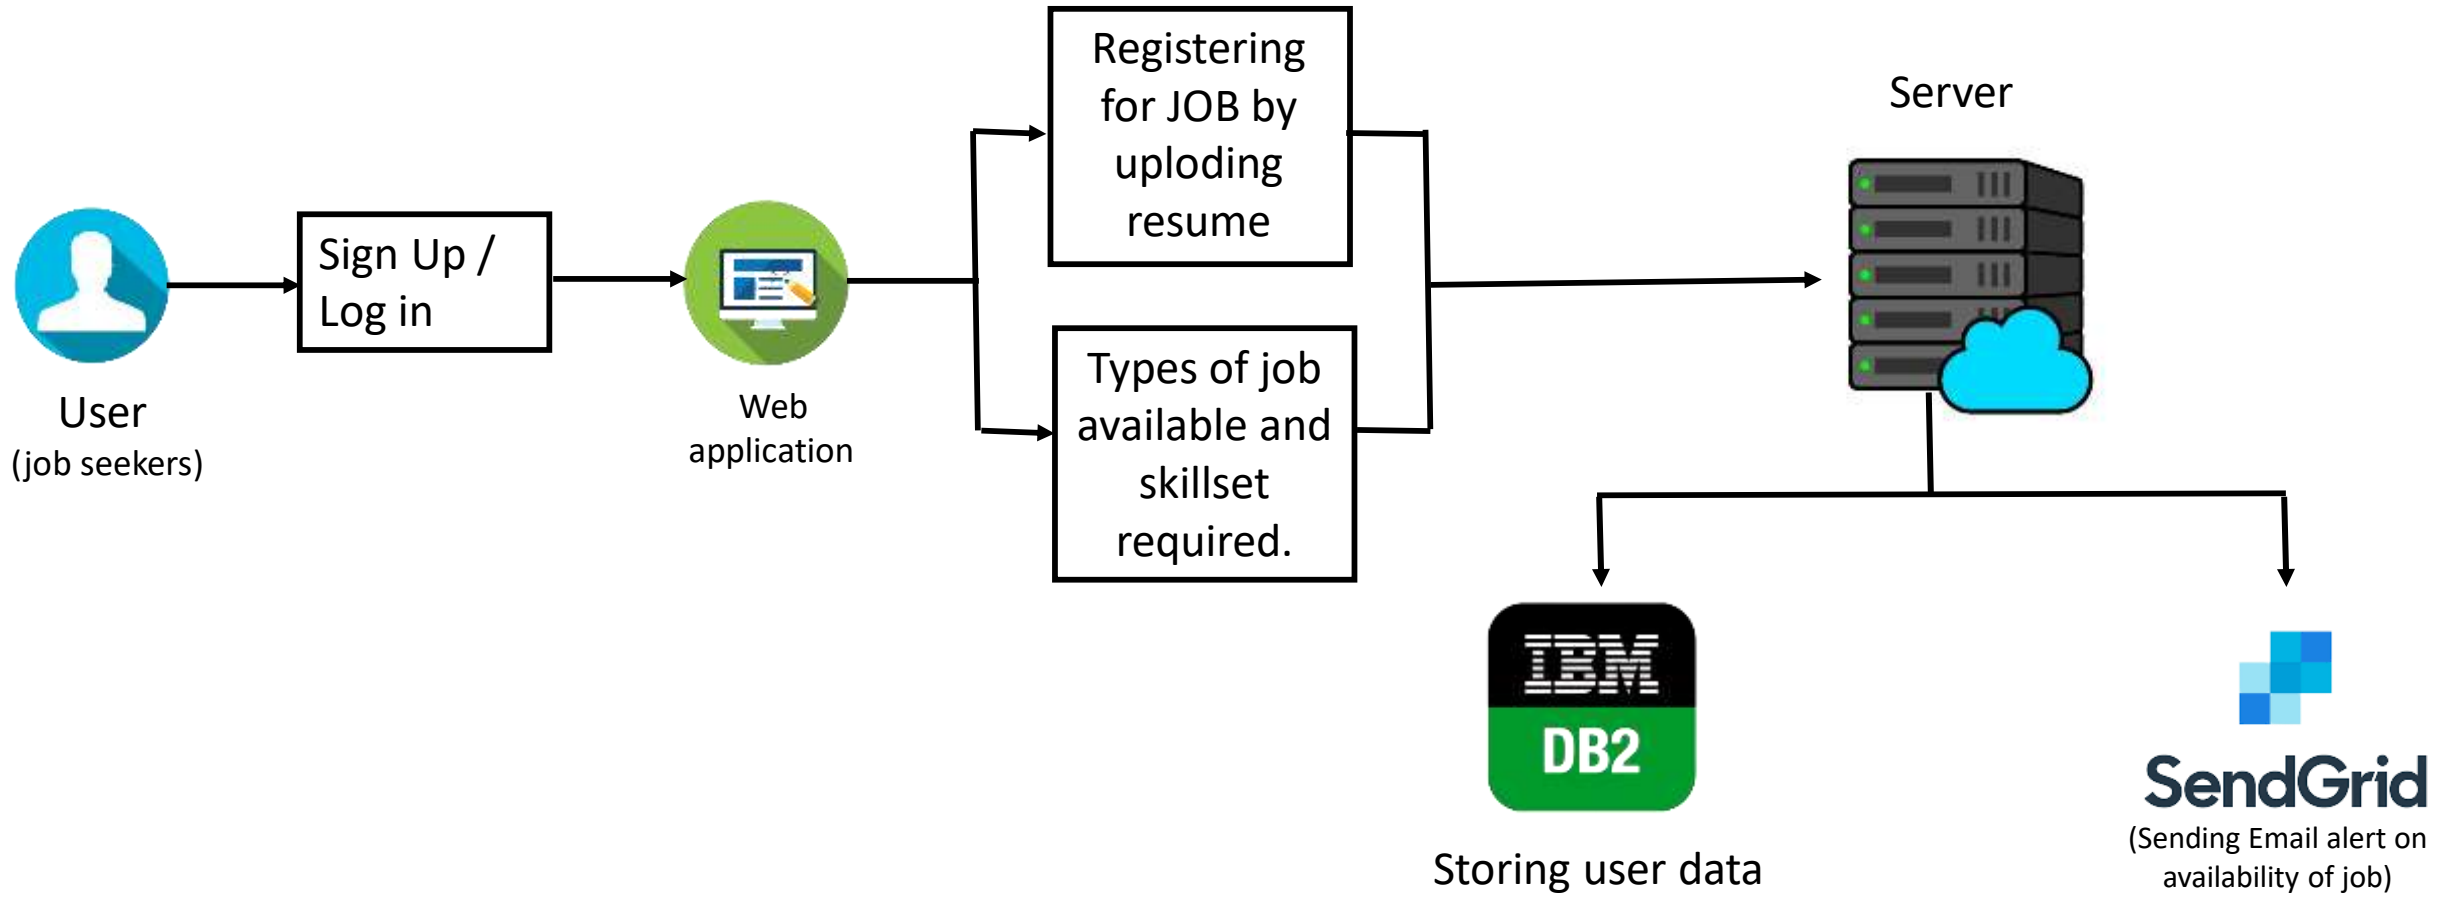 User
(job seekers)
Sign Up /
Log in
Web
application
Registering
for JOB by
uploding
resume
Types of job
available and
skillset
required.
Server
IBM
DB2
Storing user data
SendGrid
(Sending Email alert on
availability of job)